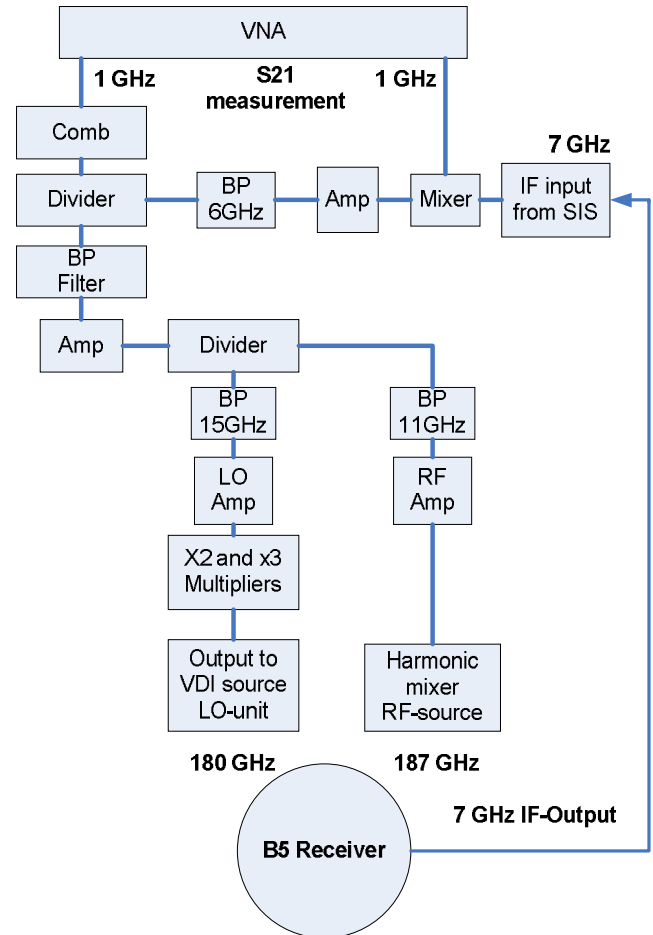 VNA
1 GHz
S21
measurement
1 GHz
Comb
7 GHz
Divider
BP
6GHz
Amp
Mixer
IF input
from SIS
BP
Filter
Amp
Divider
BP
15GHz
BP
11GHz
LO
Amp
RF
Amp
X2 and x3
Multipliers
Output to
VDI source
LO-unit
Harmonic
mixer
RF-source
180 GHz
187 GHz
7 GHz IF-Output
B5 Receiver